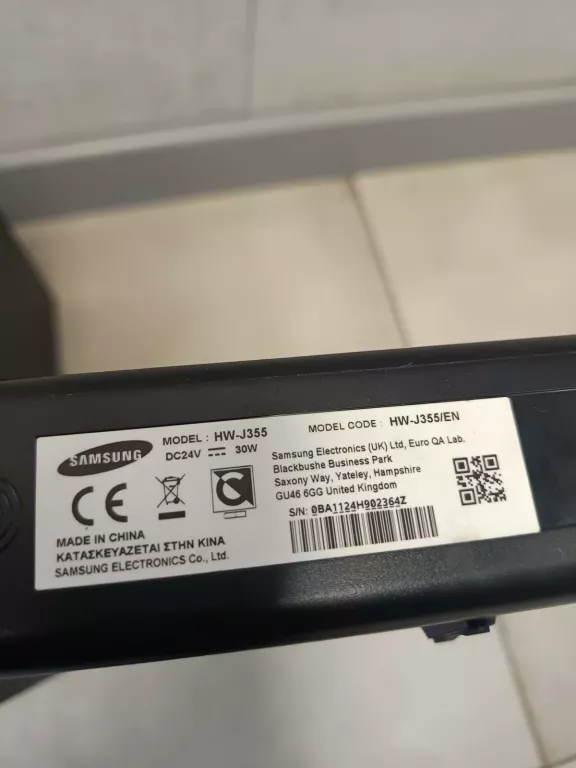 SAMSUNG
MODEL : HW-J355
DC24V 30W
MODEL CODE : HW-J355/EN
Samsung Electronics (UK) Ltd, Euro QA Lab.
Blackbushe Business Park
Saxony Way, Yateley, Hampshire
GU46 6GG United Kingdom
S/N: 0BA1124H902364Z
CE
MADE IN CHINA
ΚΑΤΑΣΚΕΥΑΖΕΤΑΙ ΣΤΗΝ ΚΙΝΑ
SAMSUNG ELECTRONICS Co., Ltd.